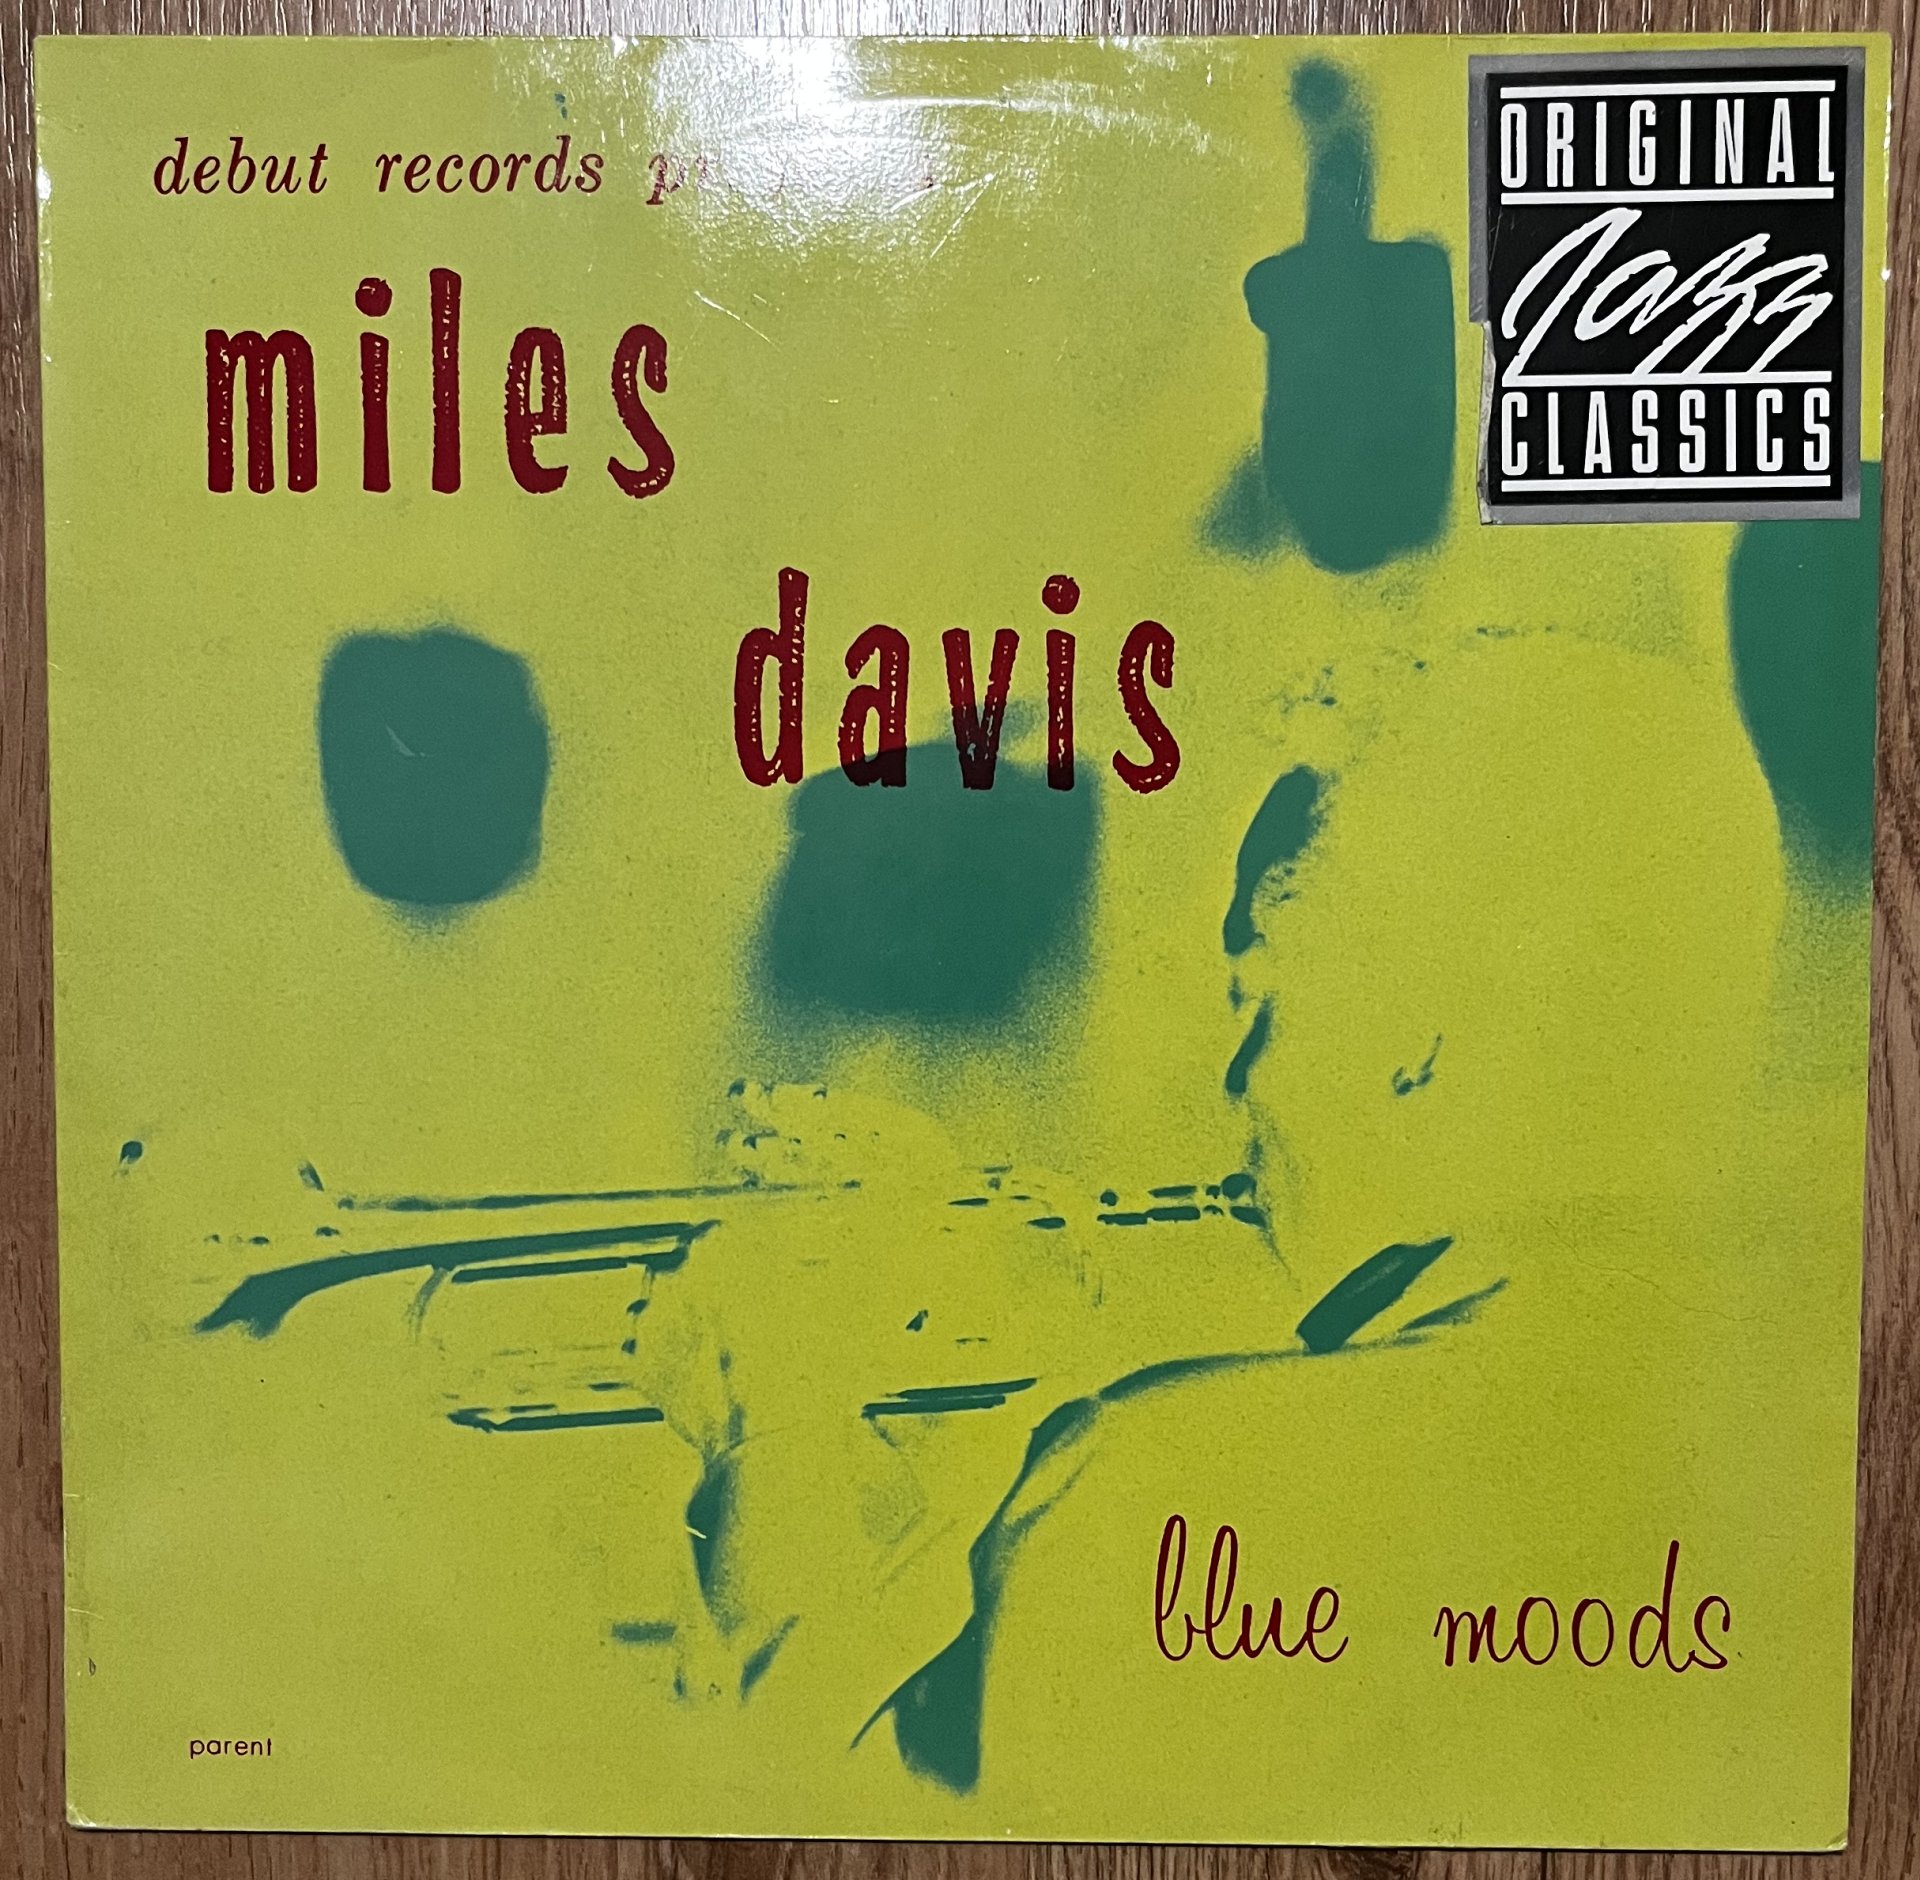 debut records
miles
davis
blue moods
parent
ORIGINAL
Jazz
CLASSICS